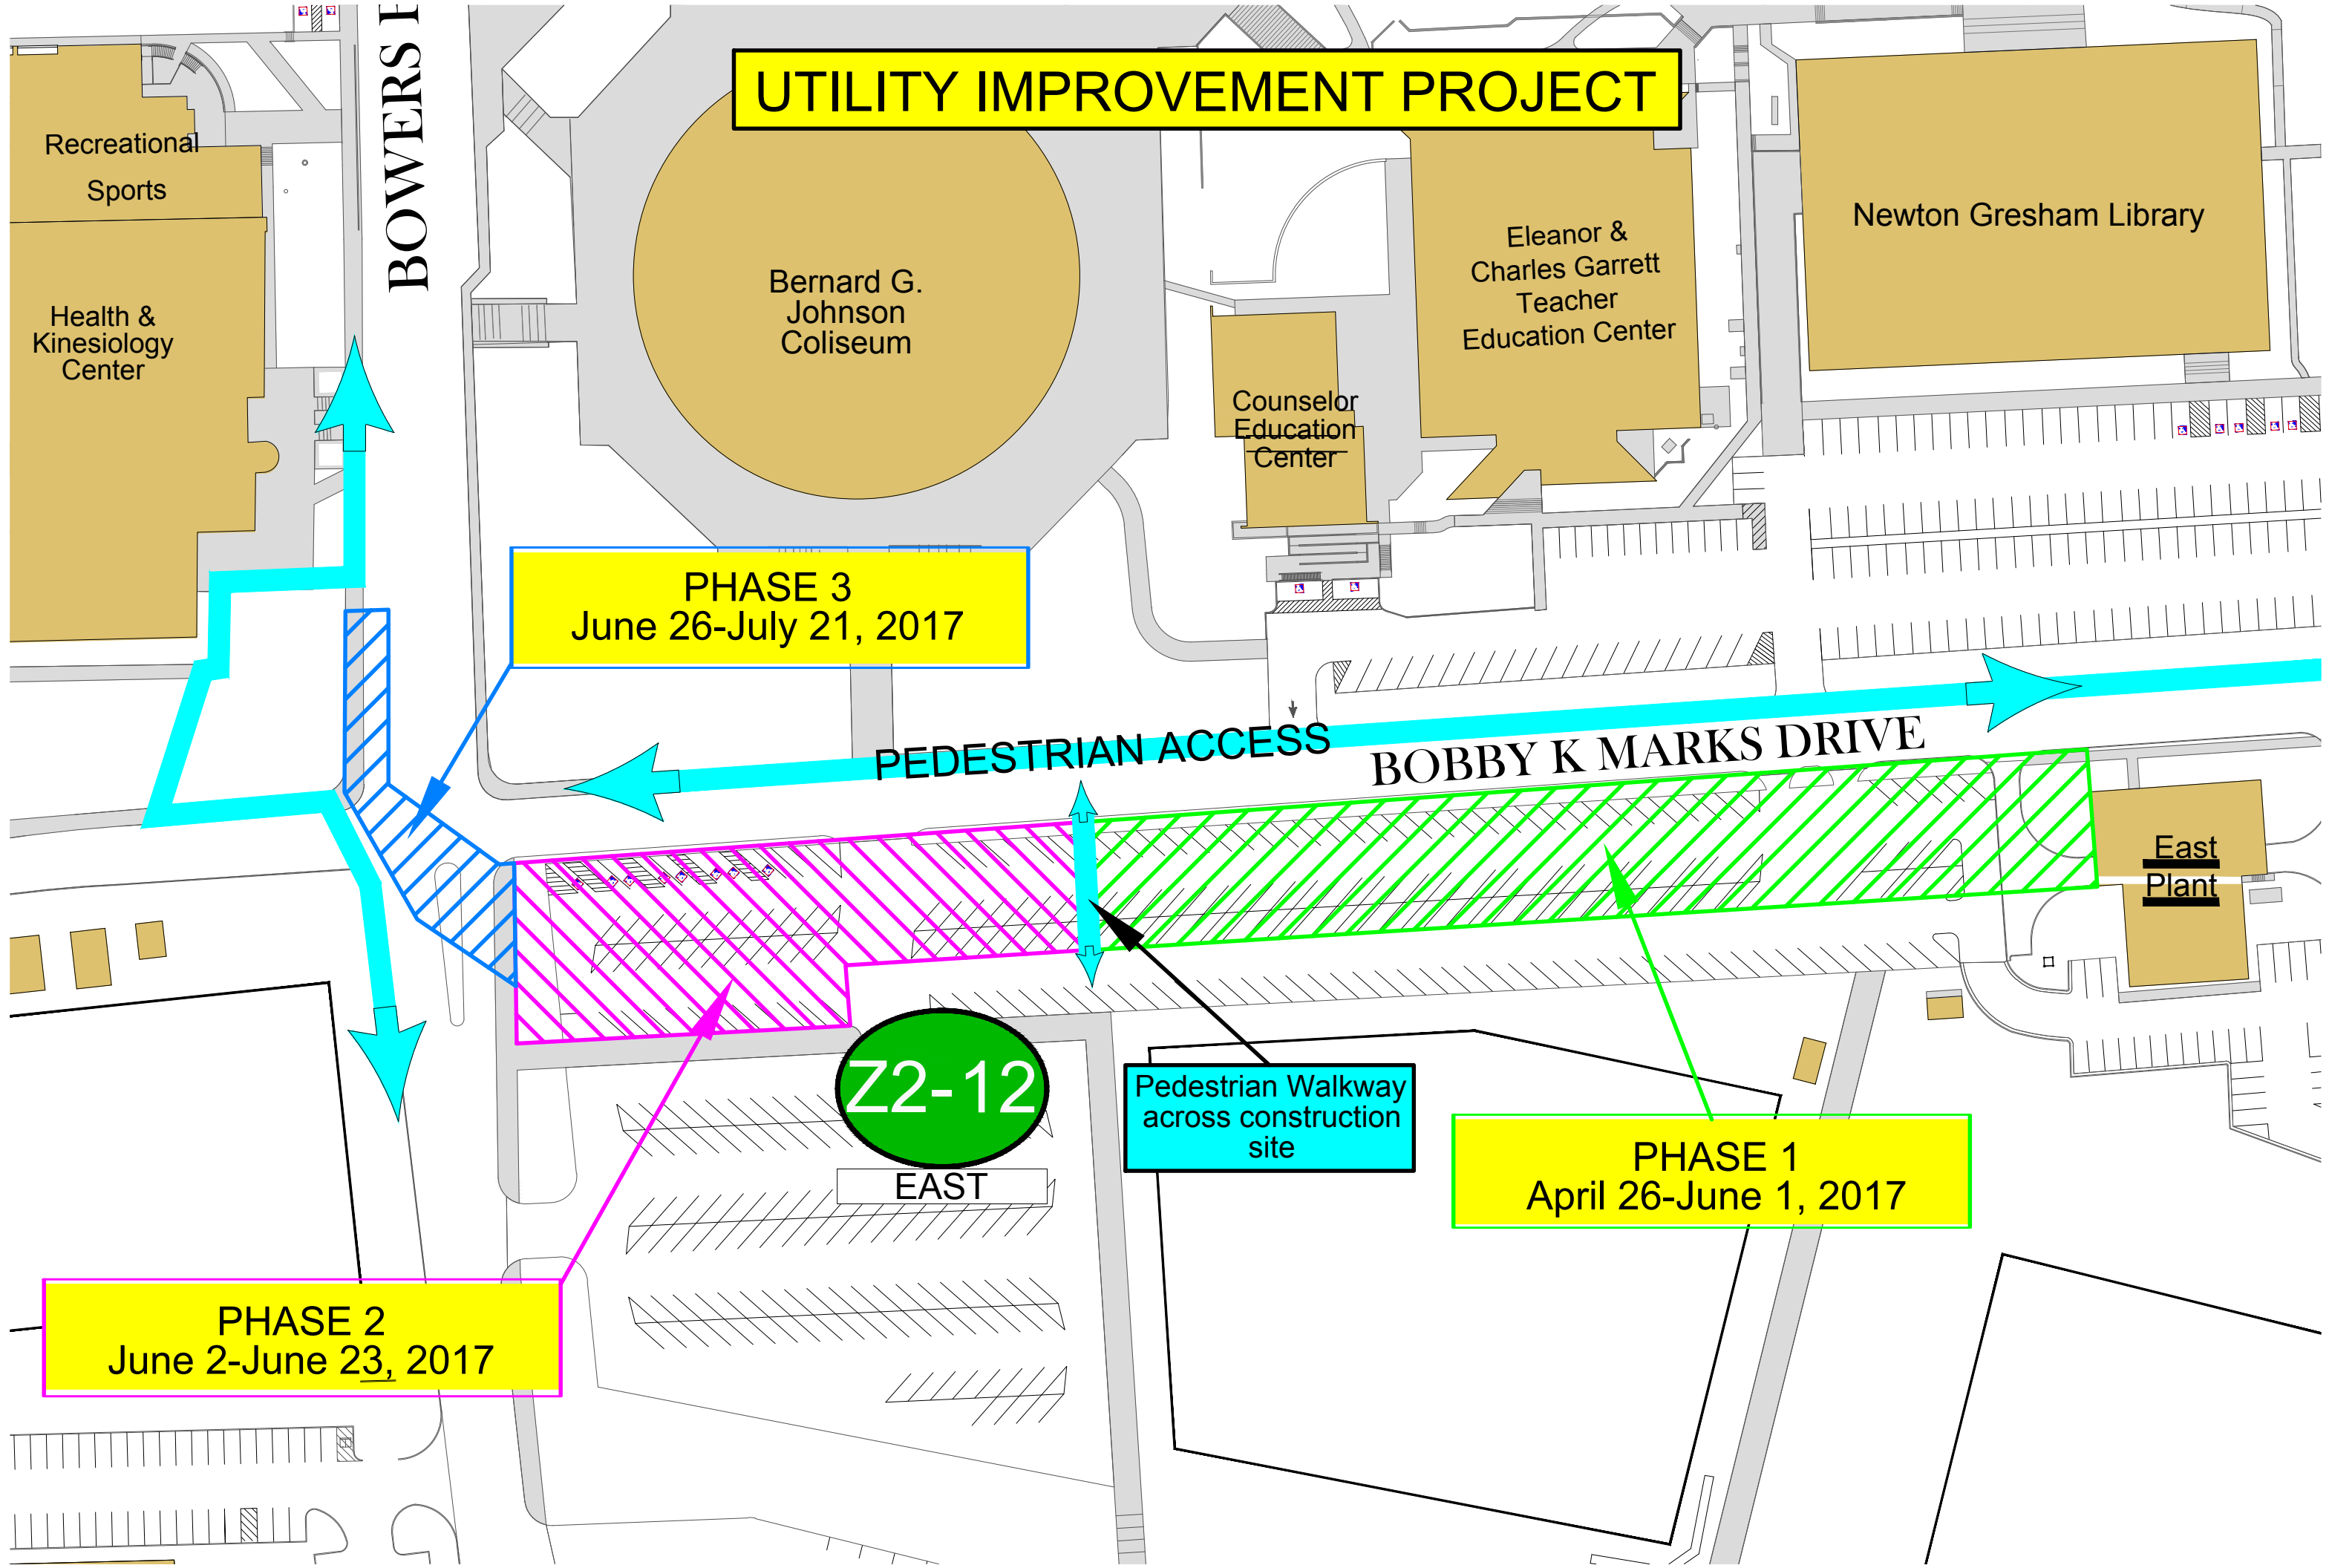 UTILITY IMPROVEMENT PROJECT
BOWERS
Recreational
Sports
Health &
Kinesiology
Center
Bernard G.
Johnson
Coliseum
Counselor
Education
Center
Eleanor &
Charles Garrett
Teacher
Education Center
Newton Gresham Library
PHASE 3
June 26-July 21, 2017
PEDESTRIAN ACCESS
BOBBY K MARKS DRIVE
East
Plant
Z2-12
EAST
Pedestrian Walkway
across construction
site
PHASE 1
April 26-June 1, 2017
PHASE 2
June 2-June 23, 2017